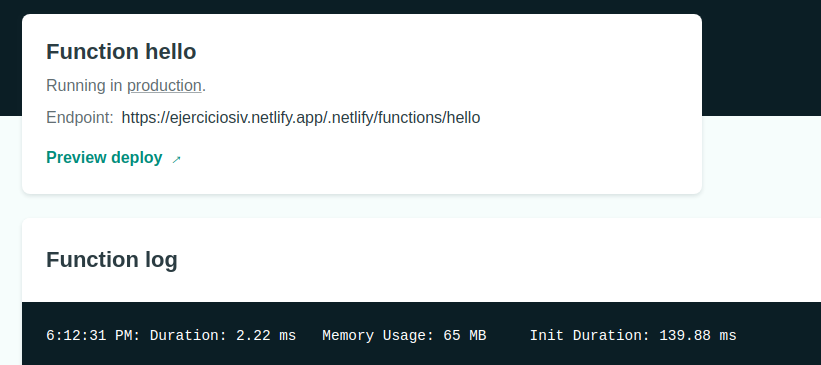 Function hello
Running in production.
Endpoint: https://ejerciciosiv.netlify.app/.netlify/functions/hello
Preview deploy ↗
Function log
6:12:31 PM: Duration: 2.22 ms   Memory Usage: 65 MB     Init Duration: 139.88 ms